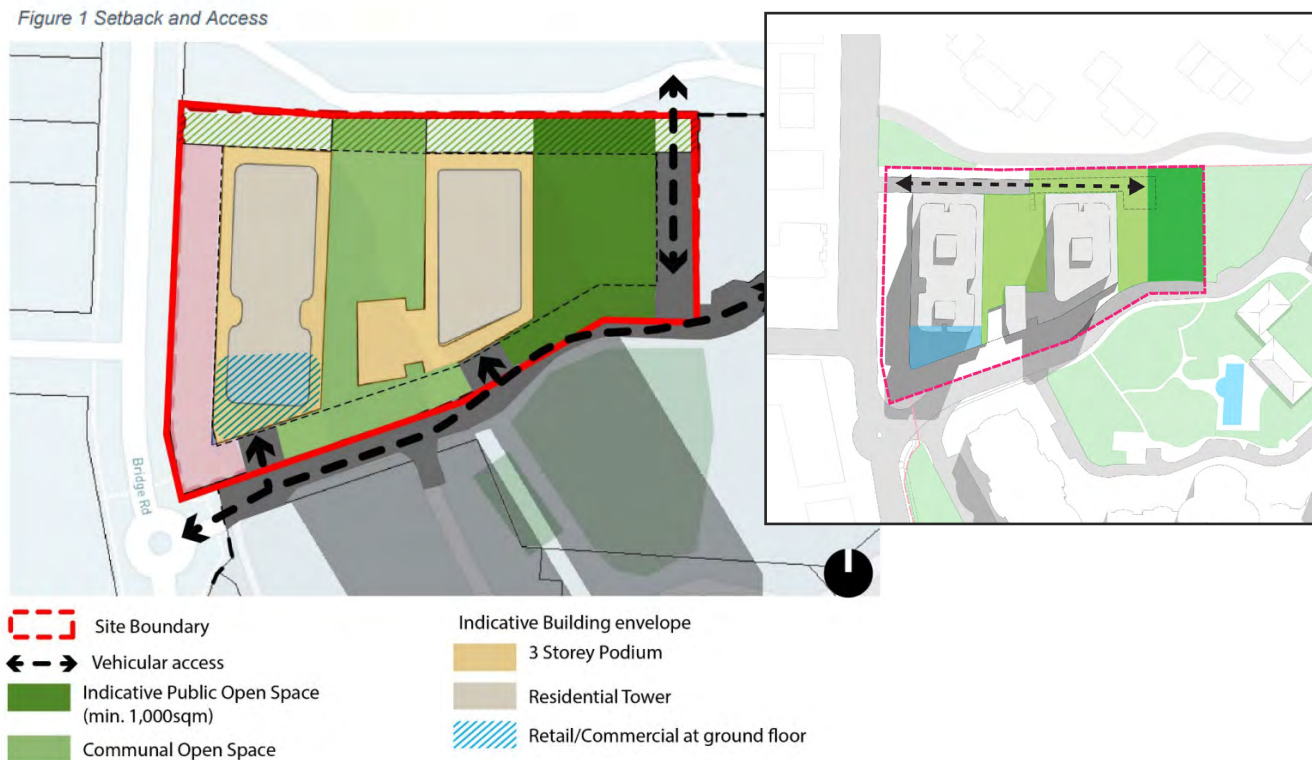 Figure 1 Setback and Access
Bridge Rd
Site Boundary
Vehicular access
Indicative Public Open Space
(min. 1,000sqm)
Communal Open Space
Indicative Building envelope
3 Storey Podium
Residential Tower
Retail/Commercial at ground floor